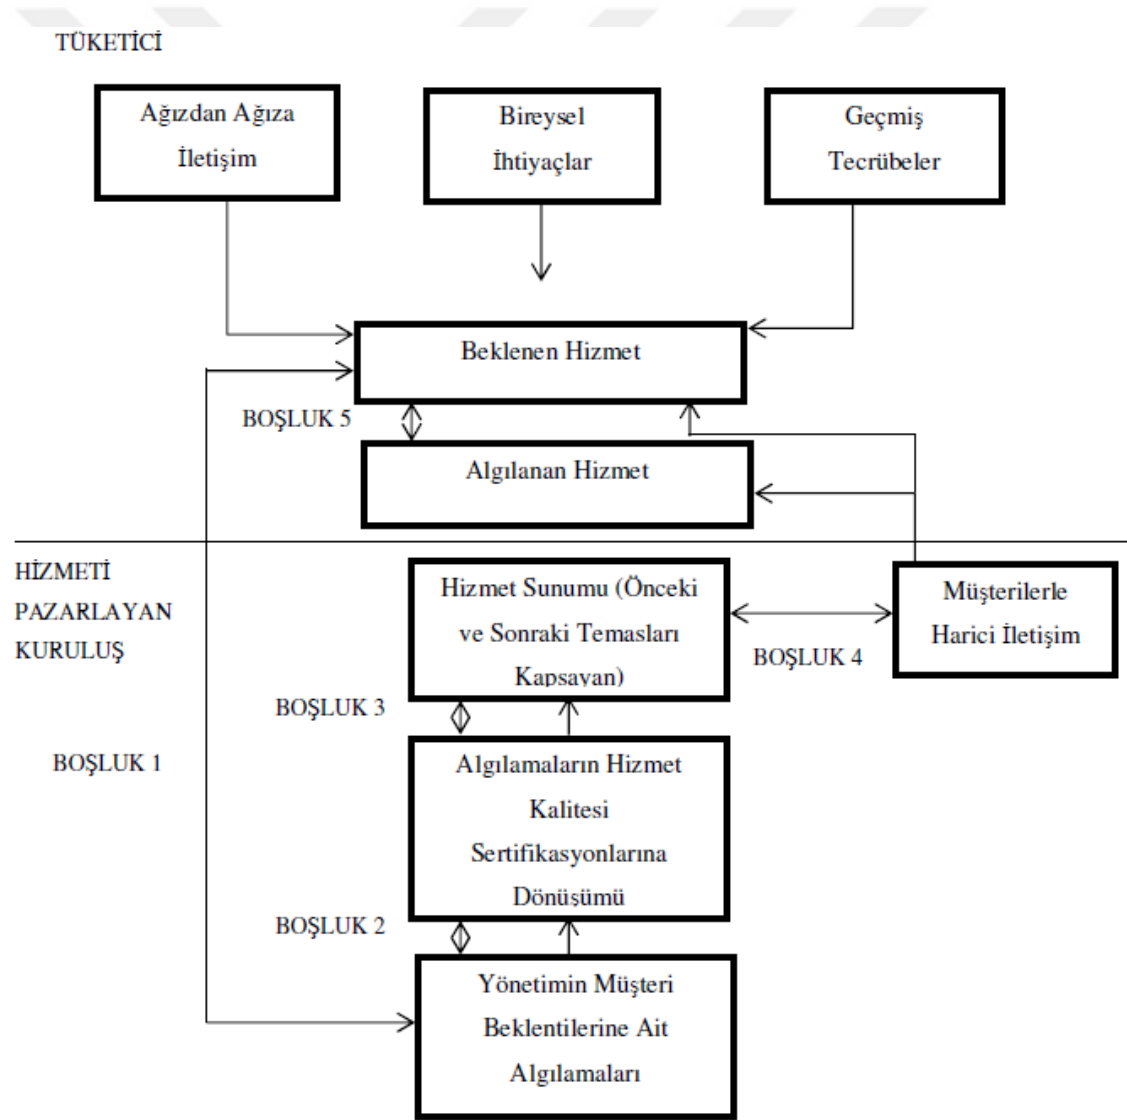 TÜKETİCİ
Ağızdan Ağıza
İletişim
Bireysel
İhtiyaçlar
Geçmiş
Tecrübeler
Beklenen Hizmet
BOŞLUK 5
Algılanan Hizmet
HİZMETİ
PAZARLAYAN
KURULUŞ
Hizmet Sunumu (Önceki
ve Sonraki Temasları
Kapsayan)
Müşterilerle
Harici İletişim
BOŞLUK 4
BOŞLUK 3
BOŞLUK 1
Algılamaların Hizmet
Kalitesi
Sertifikasyonlarına
Dönüşümü
BOŞLUK 2
Yönetimin Müşteri
Beklentilerine Ait
Algılamaları